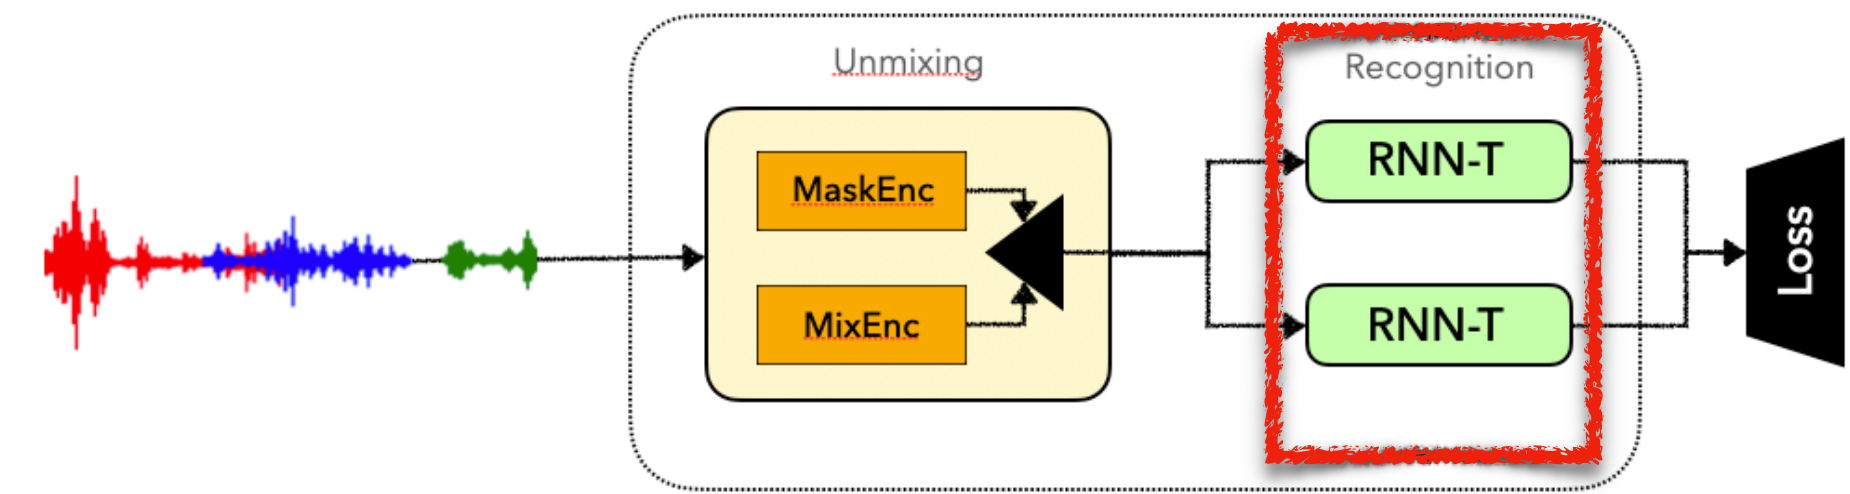 Unmixing
Recognition
MaskEnc
MixEnc
RNN-T
RNN-T
Loss